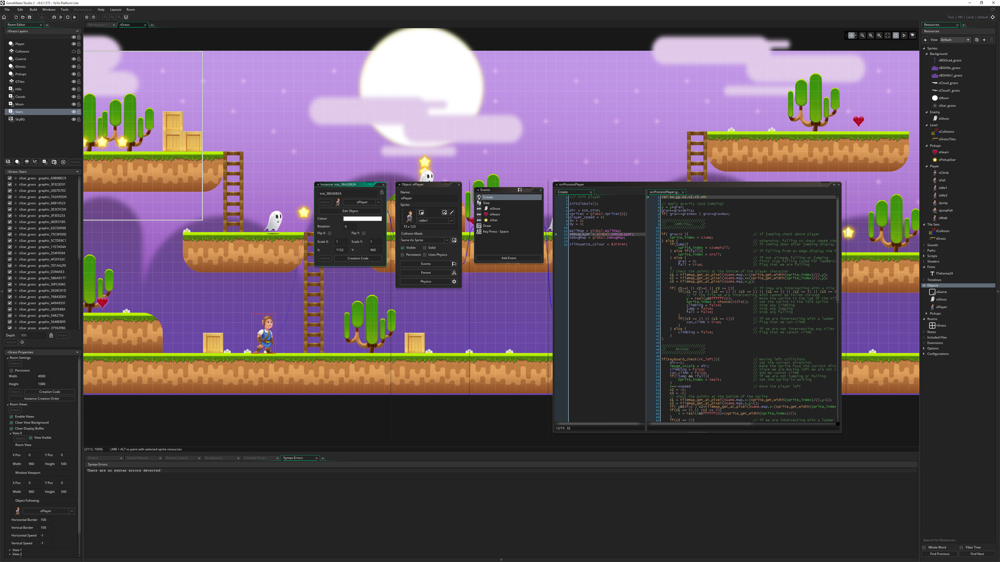 GameMaker Studio 2   v9.0.1.572 - YoYo Platform Lite
File Edit Build Windows Tools Marketplace Help Layouts Room
Test | VM | Local | default
Room Editor
Workspace 1
rGrass
Resources
rGrass Layers
Player
Collisions
Control
Ghosts
Pickups
GTiles
Hills
Clouds
Moon
Stars
SkyBG
Inherit
rGrass: Stars
sStar_grass graphic_69B0BEC9
sStar_grass graphic_3F323D31
sStar_grass graphic_2007D7EC
sStar_grass graphic_7A2A95D9
sStar_grass graphic_66814523
sStar_grass graphic_3E3CFCD9
sStar_grass graphic_3F305233
sStar_grass graphic_4E0F31B5
sStar_grass graphic_62CD0F88
sStar_grass graphic_75C0FD0D
sStar_grass graphic_5C7DE8C1
sStar_grass graphic_11E7A04A
sStar_grass graphic_254F4594
sStar_grass graphic_4F29162C
sStar_grass graphic_7D1AA2FE
sStar_grass graphic_D394AE3
sStar_grass graphic_5B6A9177
sStar_grass graphic_30FCA06C
sStar_grass graphic_3928C81D
sStar_grass graphic_76843DE9
sStar_grass graphic_449A9331
sStar_grass graphic_2EEFE88A
sStar_grass graphic_5482756
sStar_grass graphic_5648EB95
sStar_grass graphic_37592FB6
Depth 900 Inherit
Inherit
rGrass Properties
Room Settings
Inherit
Persistent
Width 4000
Height 1080
Inherit Creation Code
Instance Creation Order
Room Views
Inherit
Enable Views
Clear View Background
Clear Display Buffer
View 0
Inherit View Visible
Room View
X Pos 0 Y Pos 0
Width 960 Height 540
Window Viewport
X Pos 0 Y Pos 0
Width 960 Height 540
Object Following
oPlayer
Horizontal Border 100
Vertical Border 100
Horizontal Speed -1
Vertical Speed -1
View 1
View 2
Instance: inst_38A2682A
inst_38A2682A
Inherit oPlayer
Edit Object
Colour
Rotation: 0
Flip X: Flip Y:
Scale X: 1 Scale Y: 1
X: 1152 Y: 960
Inherit Creation Code
Object: oPlayer
Name:
oPlayer
Sprite:
sIdle1
73 x 123
Collision Mask:
Same As Sprite
Visible Solid
Persistent Uses Physics
Events
Parent
Physics
Events
Create
Step
oGhost
oHeart
oStar
Draw
Key Press - Space
Add Event
scrProcessPlayer
Create
/// Init player
InitGlobals();
dir = DIR_STOP;
sprites = global.Sprites[0];
player_speed = 4;
dx = 0;
dy = 0;
WallMap = global.WallMap;
DebugLayer = global.DebugLayer;
DebugMap = global.DebugMap;
silhouette_colour = $3F3FAF;
12/15: 32
scrProcessPlayer.g...
var xx,yy,c1,c2,c3,c4;
// Apply gravity (and jumping)
y = y+grav;
grav+=gravdelta;
if( grav>=gravmax ) grav=gravmax;
//////////////////////
// JUMP/FALL
//////////////////////
if( grav<0 ){ // If jumping check above player
sprite_index = sJump;
} else { // otherwise, falling so check UNDER the
if(jump){ // if coming down after jumping display
sprite_index = sJumpFall;
} else if(fall){ // if falling from an edge display the f
sprite_index = sFall;
} else { // if not already falling or jumping
grav = 0; // first stop falling (used for ladders)
fall = true; // flag that we are falling
}
// check the points at the bottom of the player character
c1 = tilemap_get_at_pixel(oGame.map,x-(sprite_get_width(sprite_index)/2),y);
c2 = tilemap_get_at_pixel(oGame.map,x+(sprite_get_width(sprite_index)/2),y);
c3 = tilemap_get_at_pixel(oGame.map,x,y);
if( c1>=1 || c2>=1 || c3 >= 1){ // if they are intersecting with a tile
if((c3 == 1) || (c2 == 1) || (c1 == 1) || (c1 == 3) || (c2 == 3) || (c3
// if the tile we are intersecting with cannot be fallen through
y = real(y&$ffffffc0); // move the sprite to the top of the til
sprite_index = choose(sIdle1); // set the sprite to the idle sprite
climbing = false; // stop any climbing
jump = false; // stop any jumping
fall = false; // stop any falling
}
if((c3 == 2) || (c3 == 2)){ // if we are intersecting with a ladder
can_climb = true; // flag that we can climb
}
} else { // if we are not intersecting any tiles
climbing = false; // flag that we cannot climb
}
}
//////////////////////
// MOVING
//////////////////////
if(keyboard_check(vk_left)){ // moving left collisions
dir=-1; // set the correct direction
image_xscale = dir; // make the sprite face the correct direc
climbing = false; // since we are moving left we are not c
can_climb = false; // and we cannot climb
if(!jump && !fall){ // if we are not jumping or falling
sprite_index = sWalk; // set the sprite to walking
}
x=x-xspeed // move the player left
c2 = -1;
c3 = -1;
// check the points at the bottom of the sprite
c1 = tilemap_get_at_pixel(oGame.map,x-(sprite_get_width(sprite_index)/2),y-1);
c3 = tilemap_get_at_pixel(oGame.map,x,y-1);
if( y&$3f>0 ) c2=tilemap_get_at_pixel(oGame.map,x-(sprite_get_width(sprite_index
if(c1 == 3) || (c2 == 3){
x = real(x&$ffffffc0)+(sprite_get_width(sprite_index)/2);
}
if(c3 == 2){ // if we are intersecting with a ladder
(2112, 1009) LMB + ALT to paint with selected sprite resources
Output Search Results Source Control Breakpoints Compile Errors Syntax Errors
Syntax Errors
There are no syntax errors detected!
Resources
View Default
Sprites
Background
sBGGrad_grass
sBGHills_grass
sBGHills1_grass
sCloud_grass
sCloud1_grass
sMoon
sStar_grass
Enemy
sGhost
Level
sCollisions
sGrassTiles
Pickups
sHeart
sPickupStar
Player
sClimb
sFall
sIdle1
sIdle2
sJump
sJumpFall
sWalk
Tile Sets
tCollision
tGrass
Sounds
Paths
Scripts
Shaders
Fonts
fTahoma24
Timelines
Objects
oGame
oGhost
oPlayer
Pickups
Rooms
rGrass
Notes
Included Files
Extensions
Options
Configurations
Search For Resources...
Whole Word Filter Tree
Find Previous Find Next